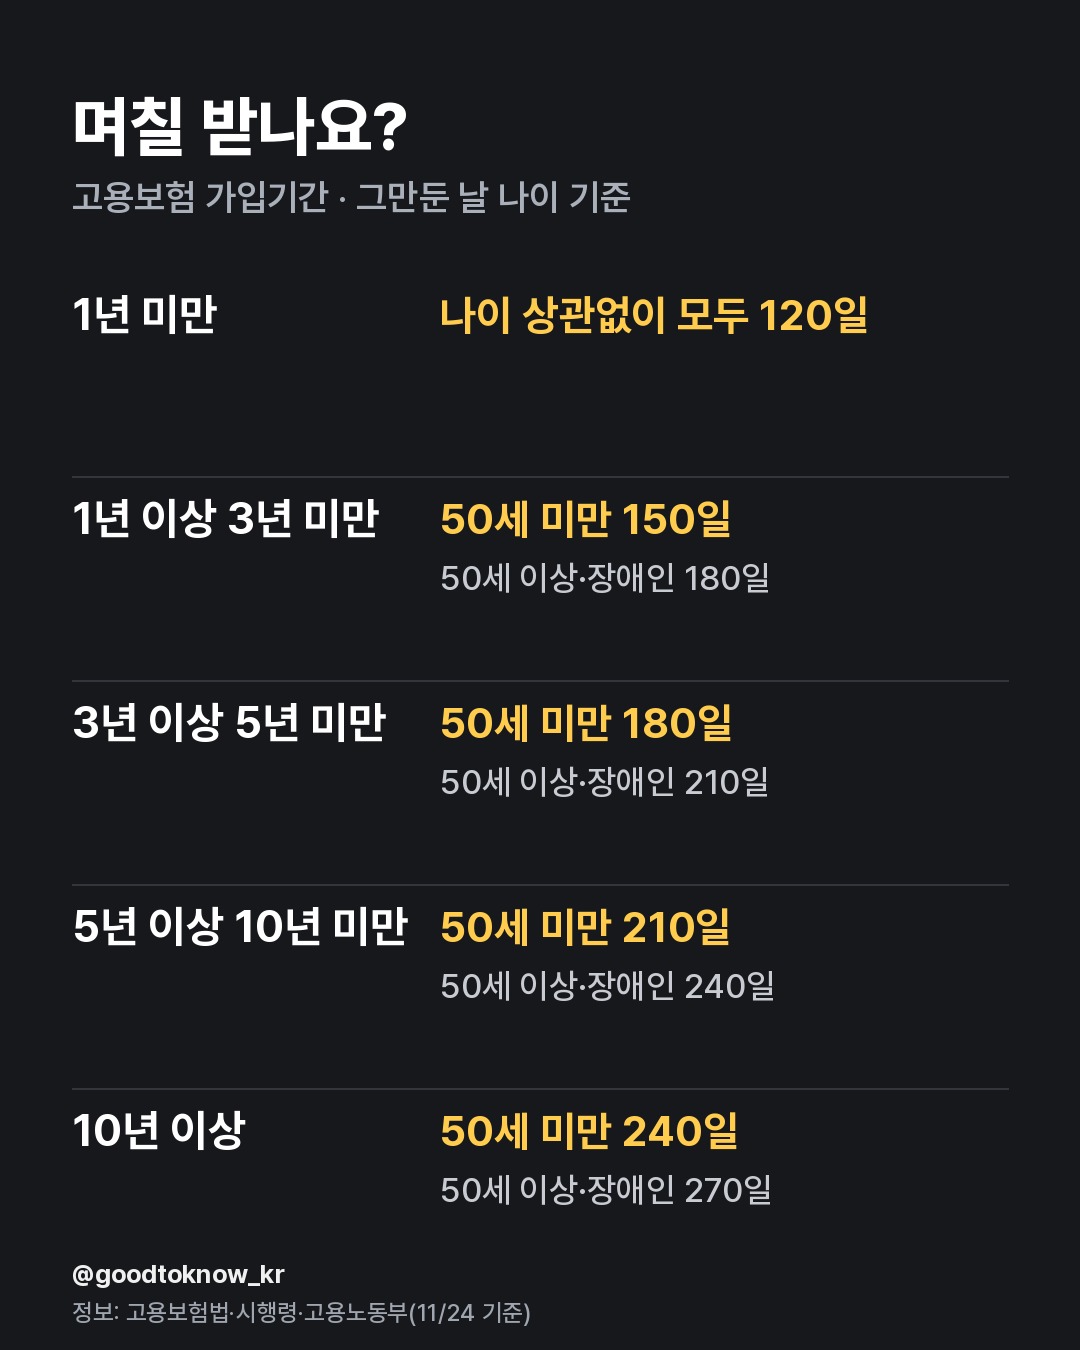 며칠 받나요?
고용보험 가입기간 · 그만둔 날 나이 기준
1년 미만 나이 상관없이 모두 120일
1년 이상 3년 미만 50세 미만 150일
50세 이상·장애인 180일
3년 이상 5년 미만 50세 미만 180일
50세 이상·장애인 210일
5년 이상 10년 미만 50세 미만 210일
50세 이상·장애인 240일
10년 이상 50세 미만 240일
50세 이상·장애인 270일
@goodtoknow_kr
정보: 고용보험법·시행령·고용노동부(11/24 기준)